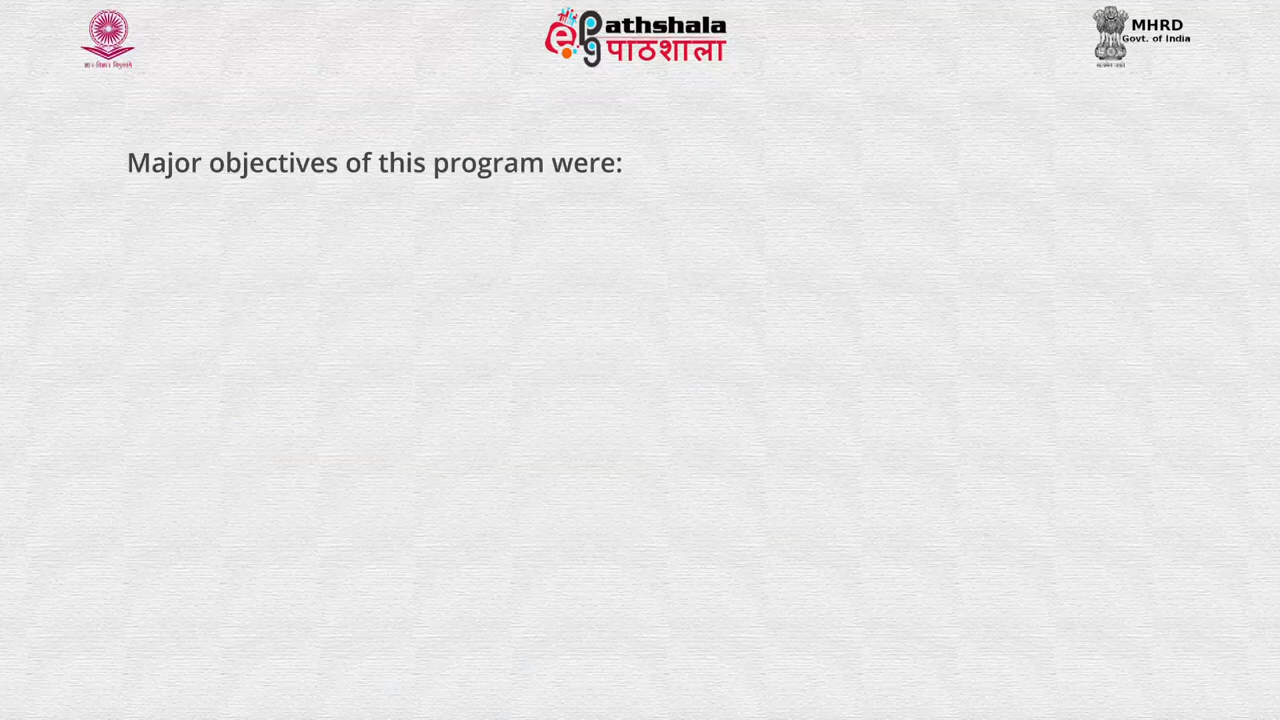 ePathshala
पाठशाला
MHRD
Govt. of India
Major objectives of this program were: